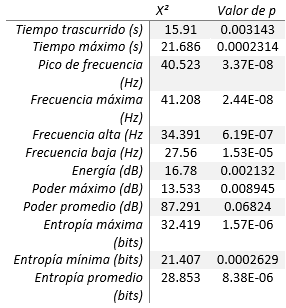 X² Valor de p
Tiempo trascurrido (s) 15.91 0.003143
Tiempo máximo (s) 21.686 0.0002314
Pico de frecuencia 40.523 3.37E-08
(Hz)
Frecuencia máxima 41.208 2.44E-08
(Hz)
Frecuencia alta (Hz 34.391 6.19E-07
Frecuencia baja (Hz) 27.56 1.53E-05
Energía (dB) 16.78 0.002132
Poder máximo (dB) 13.533 0.008945
Poder promedio (dB) 87.291 0.06824
Entropía máxima 32.419 1.57E-06
(bits)
Entropía mínima (bits) 21.407 0.0002629
Entropía promedio 28.853 8.38E-06
(bits)